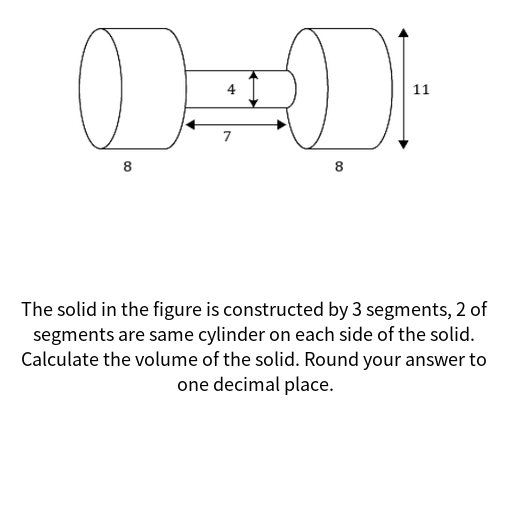 4
11
7
8
8
The solid in the figure is constructed by 3 segments, 2 of
segments are same cylinder on each side of the solid.
Calculate the volume of the solid. Round your answer to
one decimal place.